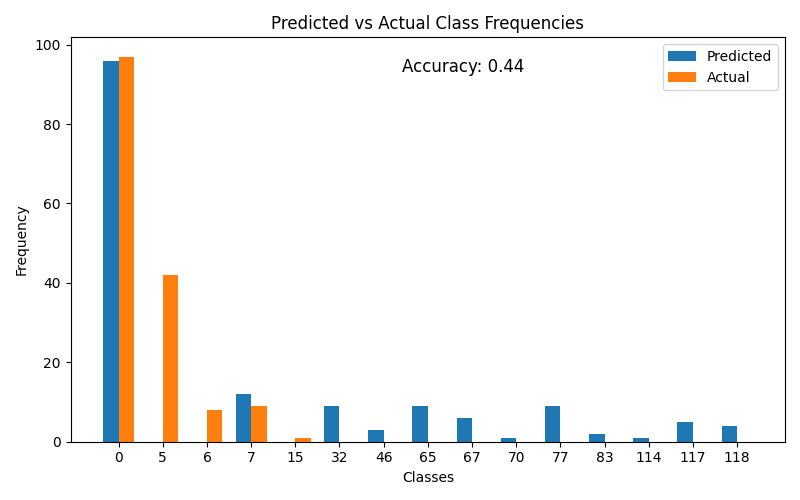 Predicted vs Actual Class Frequencies
Accuracy: 0.44
Predicted
Actual
Frequency
100
80
60
40
20
0
0 5 6 7 15 32 46 65 67 70 77 83 114 117 118
Classes